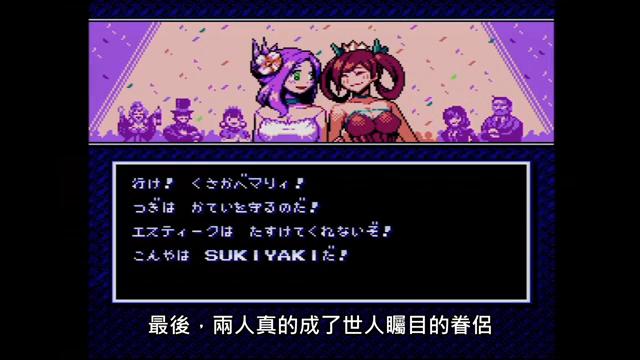 行け! くさかべマリィ!
つぎは かていを守るのだ!
エスティークは たすけてくれないぞ!
こんやは SUKIYAKIだ!
最後，兩人真的成了世人矚目的眷侶